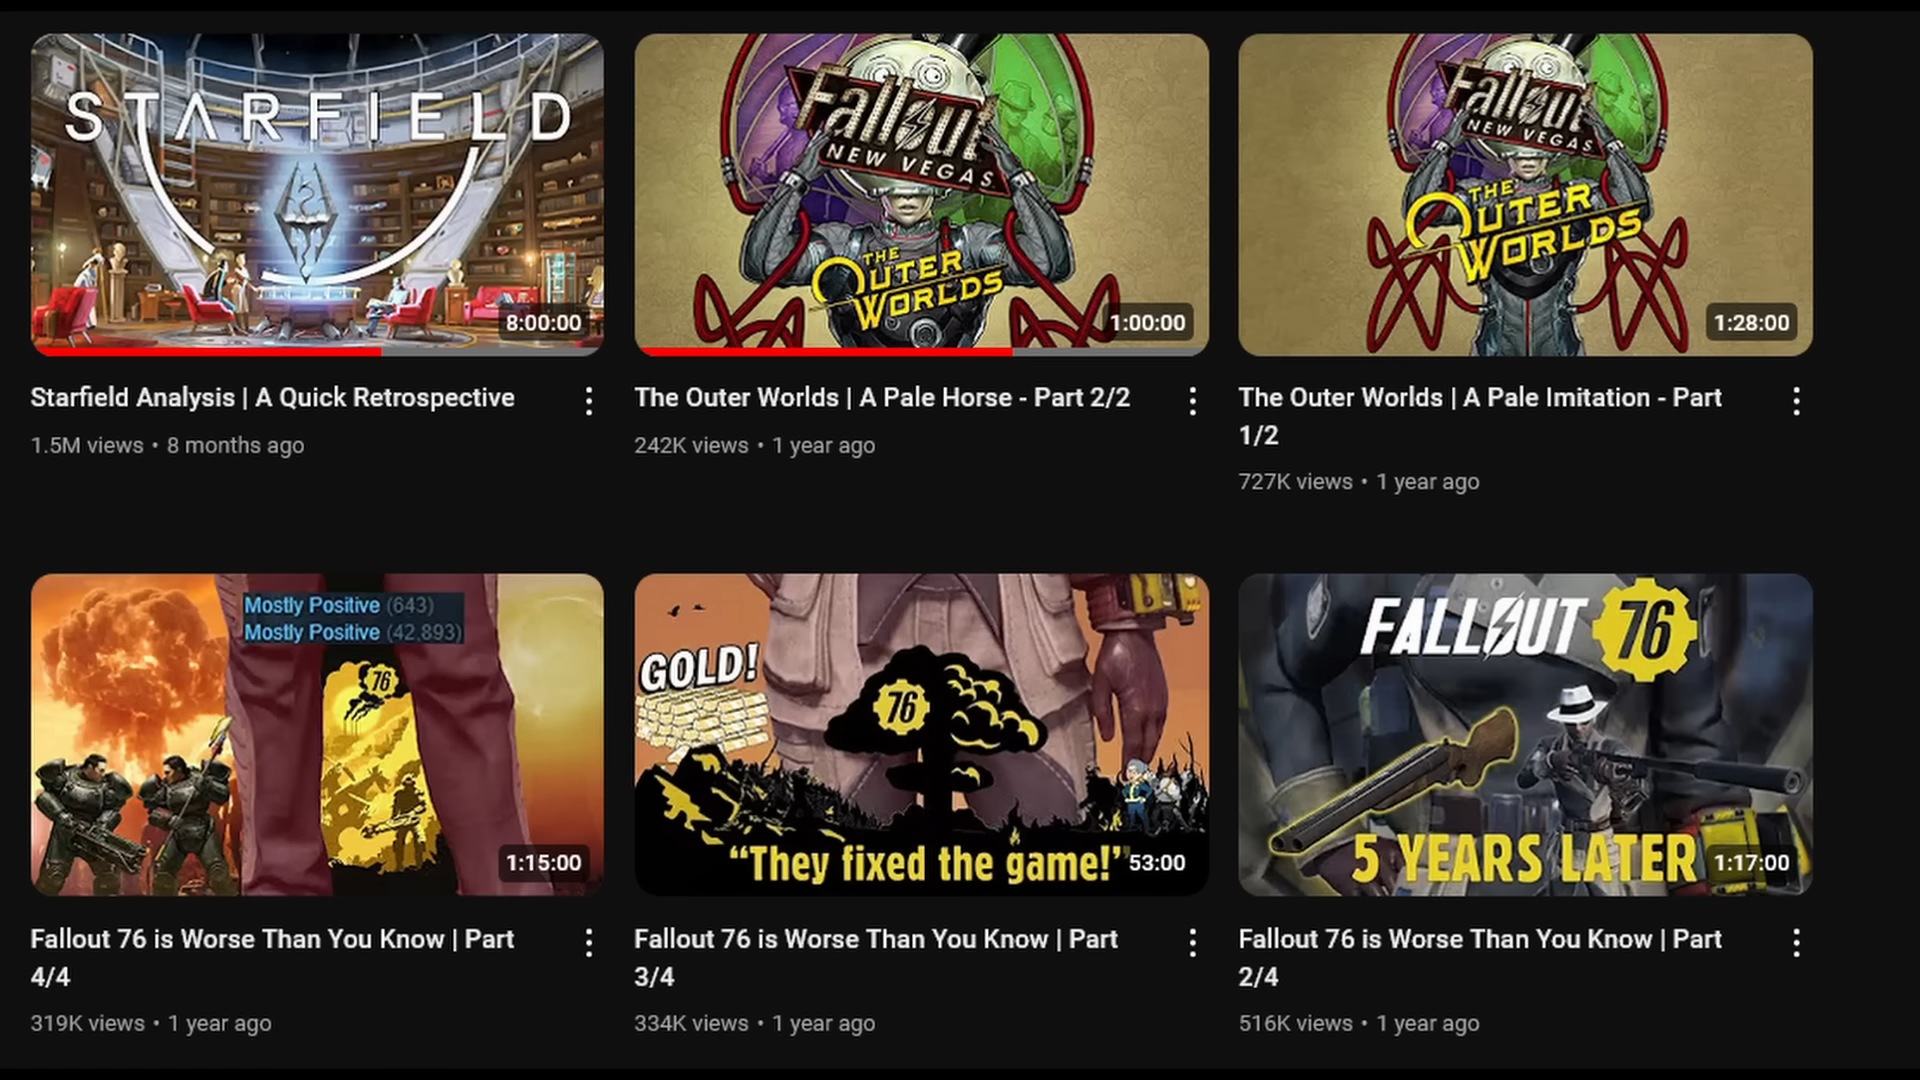 STARFIELD
8:00:00
Starfield Analysis | A Quick Retrospective
1.5M views • 8 months ago
Fallout
NEW VEGAS
THE
OUTER
WORLDS
1:00:00
The Outer Worlds | A Pale Horse - Part 2/2
242K views • 1 year ago
Fallout
NEW VEGAS
THE
OUTER
WORLDS
1:28:00
The Outer Worlds | A Pale Imitation - Part
1/2
727K views • 1 year ago
Mostly Positive (643)
Mostly Positive (42,893)
76
1:15:00
Fallout 76 is Worse Than You Know | Part
4/4
319K views • 1 year ago
GOLD!
76
“They fixed the game!”
53:00
Fallout 76 is Worse Than You Know | Part
3/4
334K views • 1 year ago
FALLOUT 76
5 YEARS LATER
1:17:00
Fallout 76 is Worse Than You Know | Part
2/4
516K views • 1 year ago